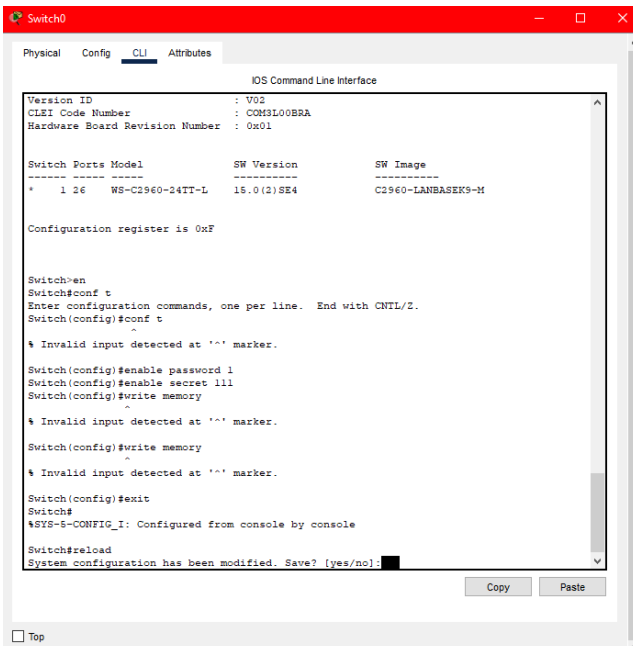 Switch0
Physical Config CLI Attributes
IOS Command Line Interface
Version ID : V02
CLEI Code Number : COM3L00BRA
Hardware Board Revision Number : 0x01
Switch Ports Model SW Version SW Image
------ ----- ----- ---------- ----------
* 1 26 WS-C2960-24TT-L 15.0(2)SE4 C2960-LANBASEK9-M
Configuration register is 0xF
Switch>en
Switch#conf t
Enter configuration commands, one per line. End with CNTL/Z.
Switch(config)#conf t
^
% Invalid input detected at '^' marker.
Switch(config)#enable password 1
Switch(config)#enable secret 111
Switch(config)#write memory
^
% Invalid input detected at '^' marker.
Switch(config)#write memory
^
% Invalid input detected at '^' marker.
Switch(config)#exit
Switch#
%SYS-5-CONFIG_I: Configured from console by console
Switch#reload
System configuration has been modified. Save? [yes/no]:
Copy Paste
Top